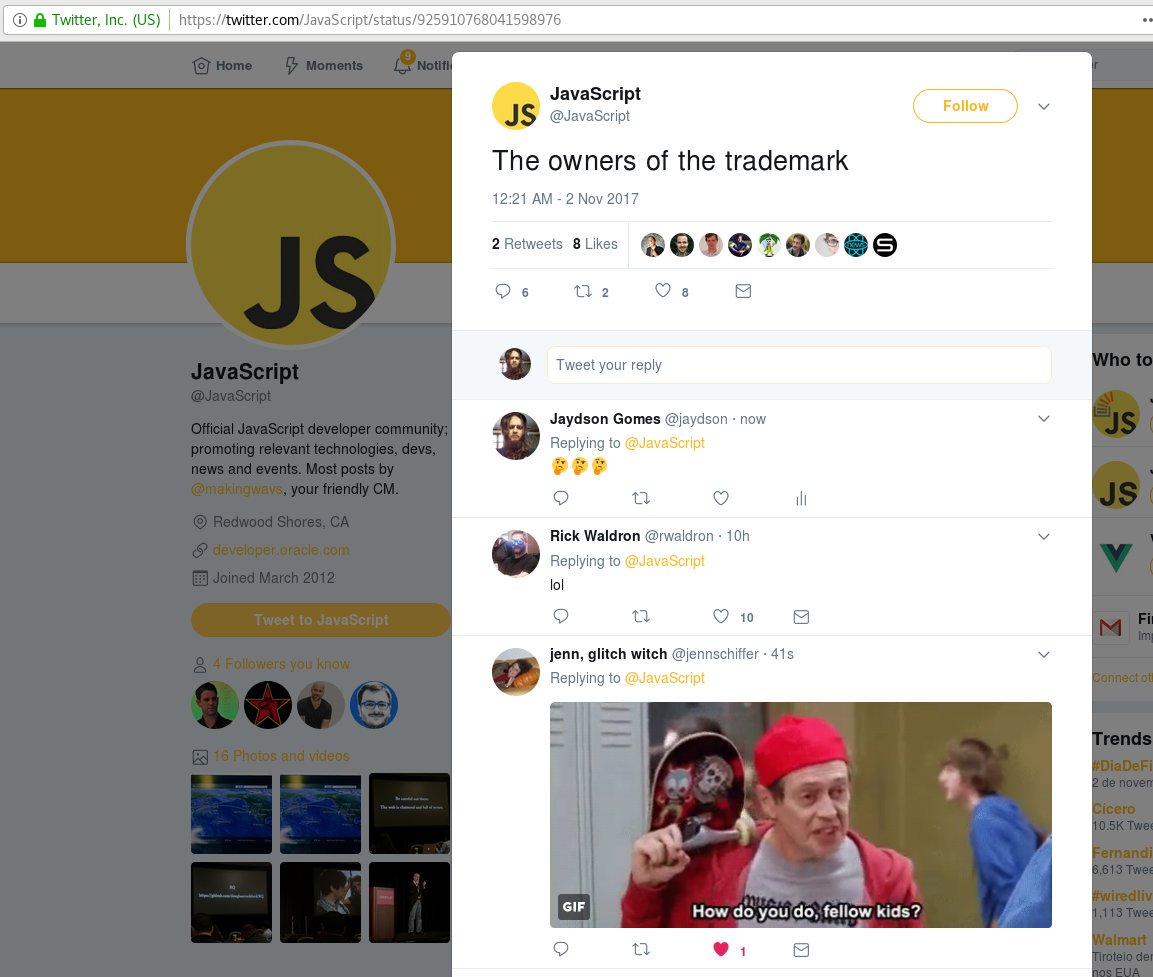 Twitter, Inc. (US) https://twitter.com/JavaScript/status/925910768041598976
Home Moments 9 Notifi
JS
JavaScript
@JavaScript
Follow
The owners of the trademark
12:21 AM - 2 Nov 2017
2 Retweets 8 Likes
S
6 2 8
Tweet your reply
Jaydson Gomes @jaydson · now
Replying to @JavaScript
🤔🤔🤔
Rick Waldron @rwaldron · 10h
Replying to @JavaScript
lol
10
jenn, glitch witch @jennschiffer · 41s
Replying to @JavaScript
GIF
How do you do, fellow kids?
1
JS
JavaScript
@JavaScript
Official JavaScript developer community;
promoting relevant technologies, devs,
news and events. Most posts by
@makingwavs, your friendly CM.
Redwood Shores, CA
developer.oracle.com
Joined March 2012
Tweet to JavaScript
4 Followers you know
16 Photos and videos
Who to
JS
JS
Fi
Imp
Connect ot
Trends
#DiaDeFi
2 de novem
Cícero
10.5K Twee
Fernandi
6,613 Twee
#wiredliv
1,113 Twee
Walmart
Tiroteio der
nos EUA